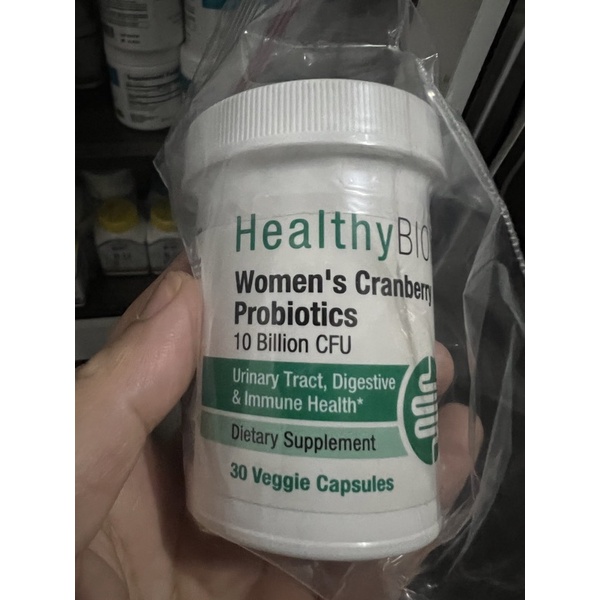 HealthyBIO
Women's Cranberry
Probiotics
10 Billion CFU
Urinary Tract, Digestive
& Immune Health*
Dietary Supplement
30 Veggie Capsules